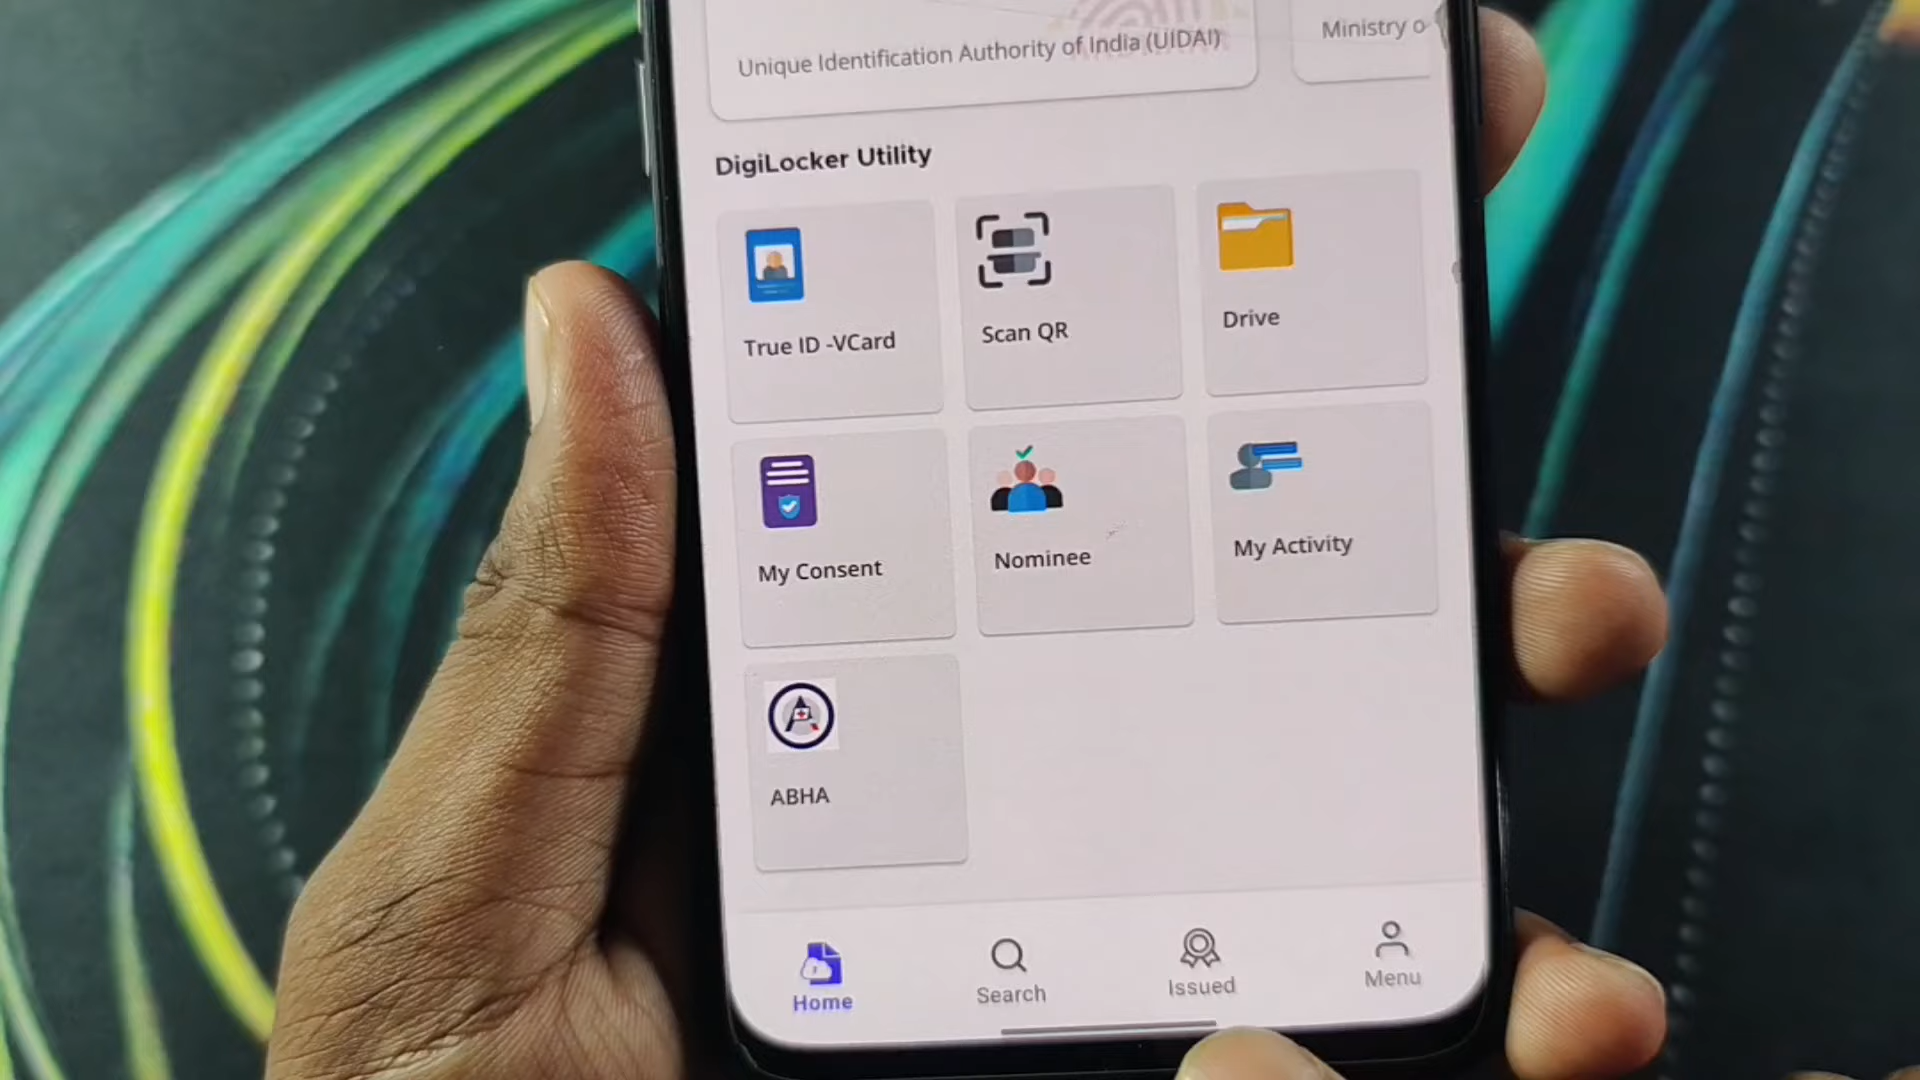 Unique Identification Authority of India (UIDAI)
Ministry o
DigiLocker Utility
True ID -VCard
Scan QR
Drive
My Consent
Nominee
My Activity
ABHA
Home
Search
Issued
Menu